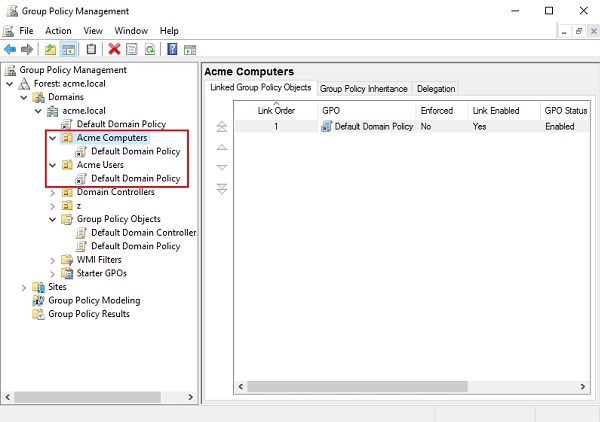 Group Policy Management
File Action View Window Help
Group Policy Management
Forest: acme.local
Domains
acme.local
Default Domain Policy
Acme Computers
Default Domain Policy
Acme Users
Default Domain Policy
Domain Controllers
z
Group Policy Objects
Default Domain Controller
Default Domain Policy
WMI Filters
Starter GPOs
Sites
Group Policy Modeling
Group Policy Results
Acme Computers
Linked Group Policy Objects Group Policy Inheritance Delegation
Link Order GPO Enforced Link Enabled GPO Status
1 Default Domain Policy No Yes Enabled